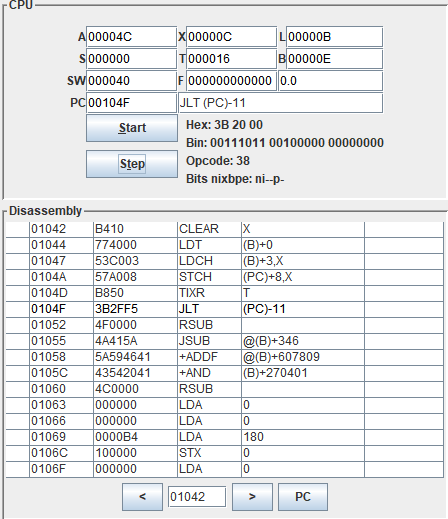 CPU
A 00004C X 00000C L 00000B
S 000000 T 000016 B 00000E
SW 000040 F 000000000000 0.0
PC 00104F JLT (PC)-11
Start Hex: 3B 20 00
Bin: 00111011 00100000 00000000
Step Opcode: 38
Bits nixbpe: ni--p-
Disassembly
01042 B410 CLEAR X
01044 774000 LDT (B)+0
01047 53C003 LDCH (B)+3,X
0104A 57A008 STCH (PC)+8,X
0104D B850 TIXR T
0104F 3B2FF5 JLT (PC)-11
01052 4F0000 RSUB
01055 4A415A JSUB @(B)+346
01058 5A594641 +ADDF @(B)+607809
0105C 43542041 +AND (B)+270401
01060 4C0000 RSUB
01063 000000 LDA 0
01066 000000 LDA 0
01069 0000B4 LDA 180
0106C 100000 STX 0
0106F 000000 LDA 0
< 01042 > PC